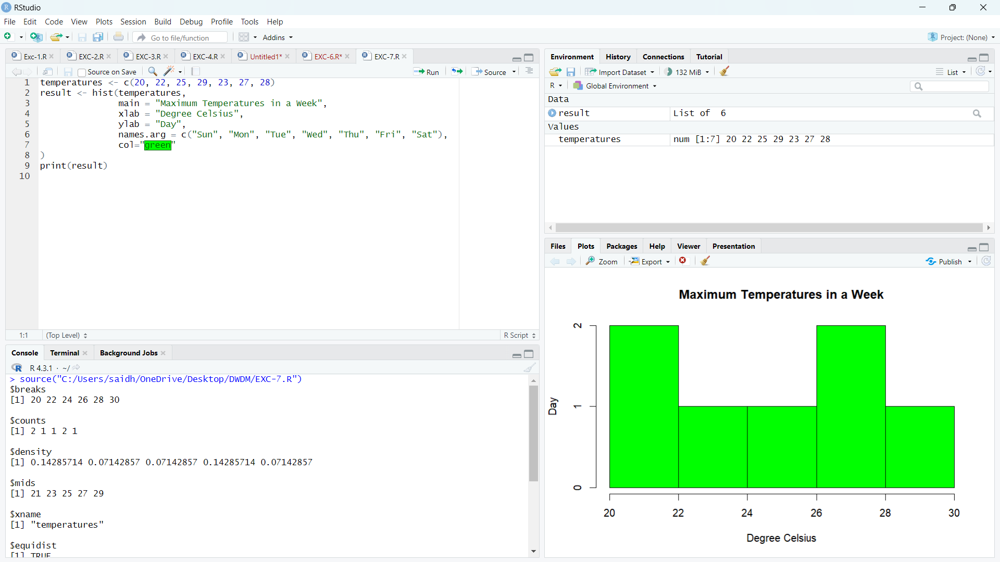 RStudio
File Edit Code View Plots Session Build Debug Profile Tools Help
Go to file/function Addins Project: (None)
Exc-1.R EXC-2.R EXC-3.R EXC-4.R Untitled1* EXC-6.R* EXC-7.R
Source on Save Run Source
1 temperatures <- c(20, 22, 25, 29, 23, 27, 28)
2 result <- hist(temperatures,
3 main = "Maximum Temperatures in a Week",
4 xlab = "Degree Celsius",
5 ylab = "Day",
6 names.arg = c("Sun", "Mon", "Tue", "Wed", "Thu", "Fri", "Sat"),
7 col="green"
8 )
9 print(result)
10
1:1 (Top Level) R Script
Console Terminal Background Jobs
R 4.3.1 · ~/
> source("C:/Users/saidh/OneDrive/Desktop/DWDM/EXC-7.R")
$breaks
[1] 20 22 24 26 28 30
$counts
[1] 2 1 1 2 1
$density
[1] 0.14285714 0.07142857 0.07142857 0.14285714 0.07142857
$mids
[1] 21 23 25 27 29
$xname
[1] "temperatures"
$equidist
[1] TRUE
Environment History Connections Tutorial
Import Dataset 132 MiB List
R Global Environment
Data
result List of 6
Values
temperatures num [1:7] 20 22 25 29 23 27 28
Files Plots Packages Help Viewer Presentation
Zoom Export Publish
Maximum Temperatures in a Week
2
1
0
Day
20 22 24 26 28 30
Degree Celsius